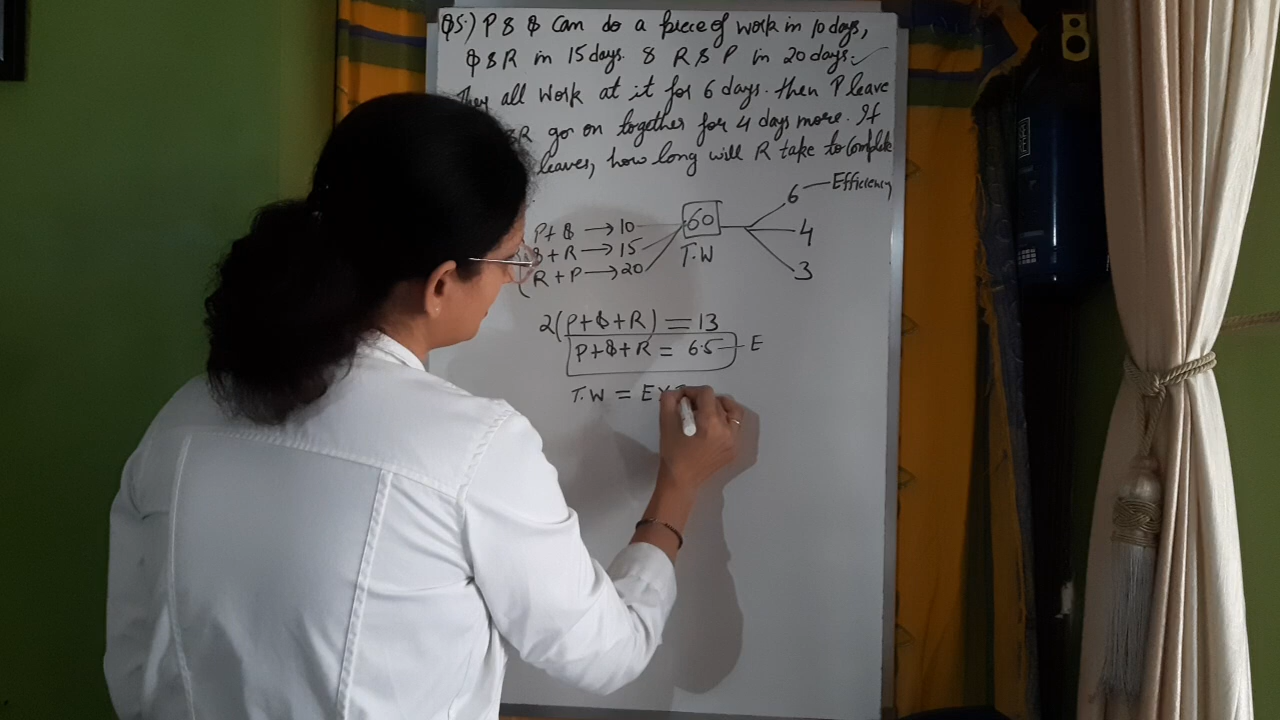 Q5.) P & Q Can do a piece of work in 10 days,
Q & R in 15 days. & R & P in 20 days.
They all work at it for 6 days. then P leave
R go on together for 4 days more. If
leaves, how long will R take to Complete
6 — Efficiency
P + Q → 10
60
4
Q + R → 15
T.W
R + P → 20
3
2(P+Q+R) = 13
P+Q+R = 6.5 — E
T.W = E×